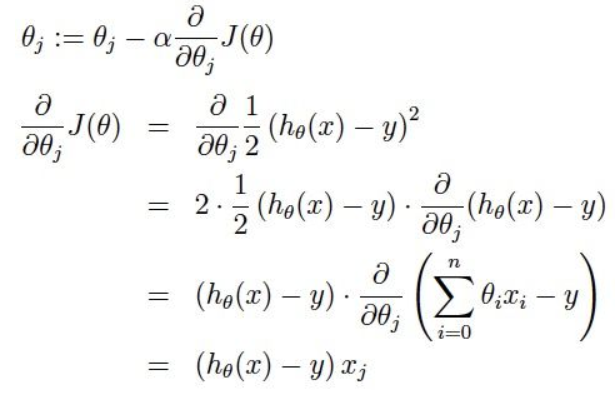 θ_j := θ_j − α ∂/∂θ_j J(θ)
∂/∂θ_j J(θ) = ∂/∂θ_j 1/2 (h_θ(x) − y)^2
= 2 · 1/2 (h_θ(x) − y) · ∂/∂θ_j (h_θ(x) − y)
= (h_θ(x) − y) · ∂/∂θ_j (∑_{i=0}^{n} θ_i x_i − y)
= (h_θ(x) − y) x_j